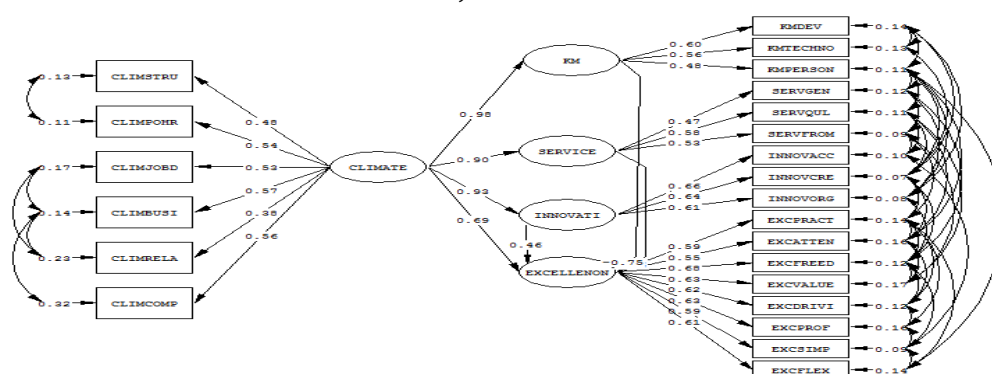 0.13 CLIMSTRU
0.11 CLIMPOHR
0.17 CLIMJOBD
0.14 CLIMBUSI
0.23 CLIMRELA
0.32 CLIMCOMP
0.48
0.54
0.53
0.57
0.38
0.56
CLIMATE
0.98
0.90
0.93
0.69
KM
SERVICE
INNOVATI
0.46
EXCELLENON
-0.75
0.60
0.56
0.48
0.47
0.58
0.53
0.66
0.64
0.61
0.59
0.55
0.68
0.63
0.62
0.63
0.59
0.61
KMDEV 0.14
KMTECHNO 0.13
KMPERSON 0.11
SERVGEN 0.12
SERVQUL 0.11
SERVFROM 0.09
INNOVACC 0.10
INNOVCRE 0.07
INNOVORG 0.08
EXCPRACT 0.14
EXCATTEN 0.16
EXCFREED 0.12
EXCVALUE 0.17
EXCDRIVI 0.12
EXCPROF 0.16
EXCSIMP 0.09
EXCFLEX 0.14